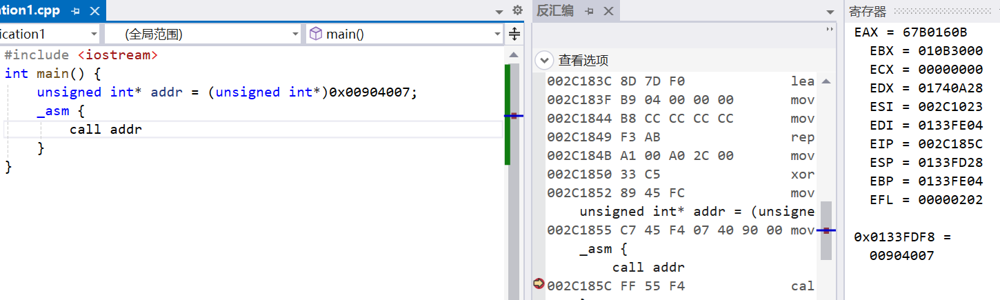 ation1.cpp
ication1
(全局范围)
main()
#include <iostream>
int main() {
unsigned int* addr = (unsigned int*)0x00904007;
_asm {
call addr
}
}
反汇编
查看选项
002C183C 8D 7D F0 lea
002C183F B9 04 00 00 00 mov
002C1844 B8 CC CC CC CC mov
002C1849 F3 AB rep
002C184B A1 00 A0 2C 00 mov
002C1850 33 C5 xor
002C1852 89 45 FC mov
unsigned int* addr = (unsigne
002C1855 C7 45 F4 07 40 90 00 mov
_asm {
call addr
002C185C FF 55 F4 cal
寄存器
EAX = 67B0160B
EBX = 010B3000
ECX = 00000000
EDX = 01740A28
ESI = 002C1023
EDI = 0133FE04
EIP = 002C185C
ESP = 0133FD28
EBP = 0133FE04
EFL = 00000202
0x0133FDF8 =
00904007